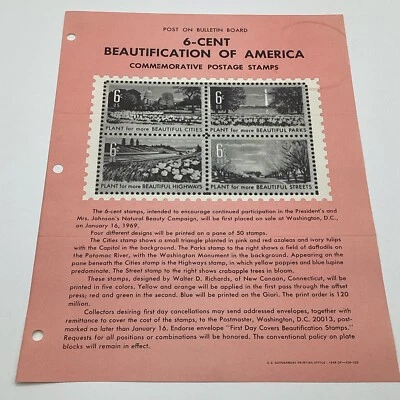 POST ON BULLETIN BOARD
6-CENT
BEAUTIFICATION OF AMERICA
COMMEMORATIVE POSTAGE STAMPS
6¢
6¢
PLANT for more BEAUTIFUL CITIES
PLANT for more BEAUTIFUL PARKS
6¢
6¢
PLANT for more BEAUTIFUL HIGHWAYS
PLANT for more BEAUTIFUL STREETS
The 6-cent stamps, intended to encourage continued participation in the President's and
Mrs. Johnson's Natural Beauty Campaign, will be first placed on sale at Washington, D.C.,
on January 16, 1969.
Four different designs will be printed on a pane of 50 stamps.
The Cities stamp shows a small triangle planted in pink and red azaleas and ivory tulips
with the Capitol in the background. The Parks stamp to the right shows a field of daffodils on
the Potomac River, with the Washington Monument in the background. Appearing on the
pane beneath the Cities stamp is the Highways stamp, in which yellow poppies and blue lupine
predominate. The Street stamp to the right shows crabapple trees in bloom.
These stamps, designed by Walter D. Richards, of New Canaan, Connecticut, will be
printed in five colors. Yellow and orange will be applied in the first pass through the offset
press; red and green in the second. Blue will be printed on the Giori. The print order is 120
million.
Collectors desiring first day cancellations may send addressed envelopes, together with
remittance to cover the cost of the stamps, to the Postmaster, Washington, D.C. 20013, post-
marked no later than January 16. Endorse envelope "First Day Covers Beautification Stamps."
Requests for all positions or combinations will be honored. The conventional policy on plate
blocks will remain in effect.
U.S. GOVERNMENT PRINTING OFFICE